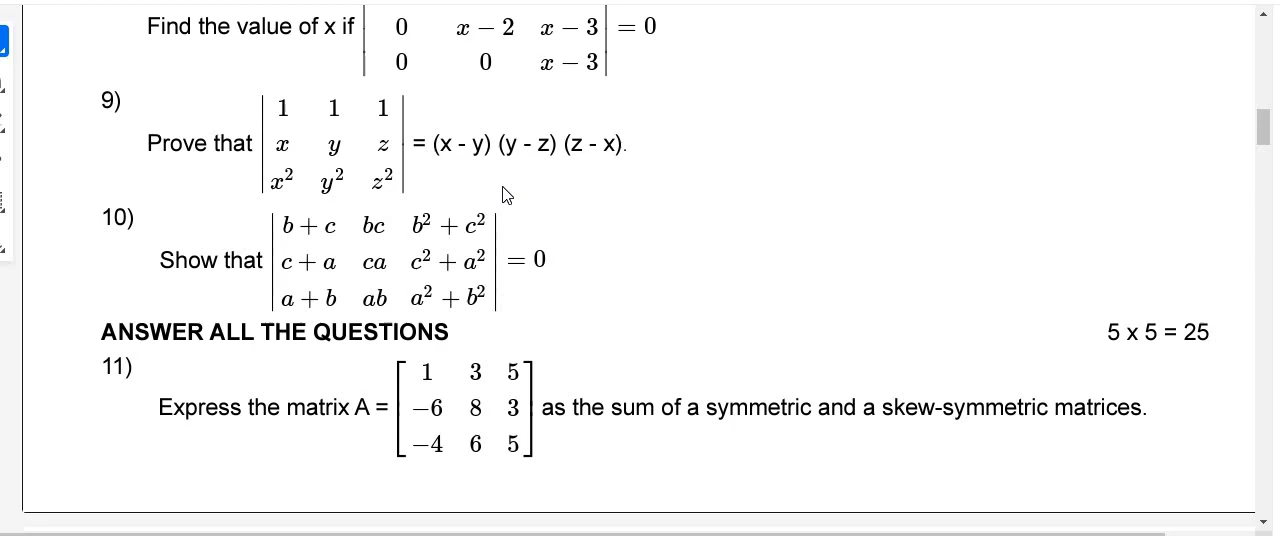 Find the value of x if | 0 x − 2 x − 3 | = 0
0 0 x − 3
9)
1 1 1
Prove that | x y z | = (x - y) (y - z) (z - x).
x² y² z²
10)
b + c bc b² + c²
Show that | c + a ca c² + a² | = 0
a + b ab a² + b²
ANSWER ALL THE QUESTIONS 5 x 5 = 25
11)
1 3 5
Express the matrix A = [ −6 8 3 ] as the sum of a symmetric and a skew-symmetric matrices.
−4 6 5